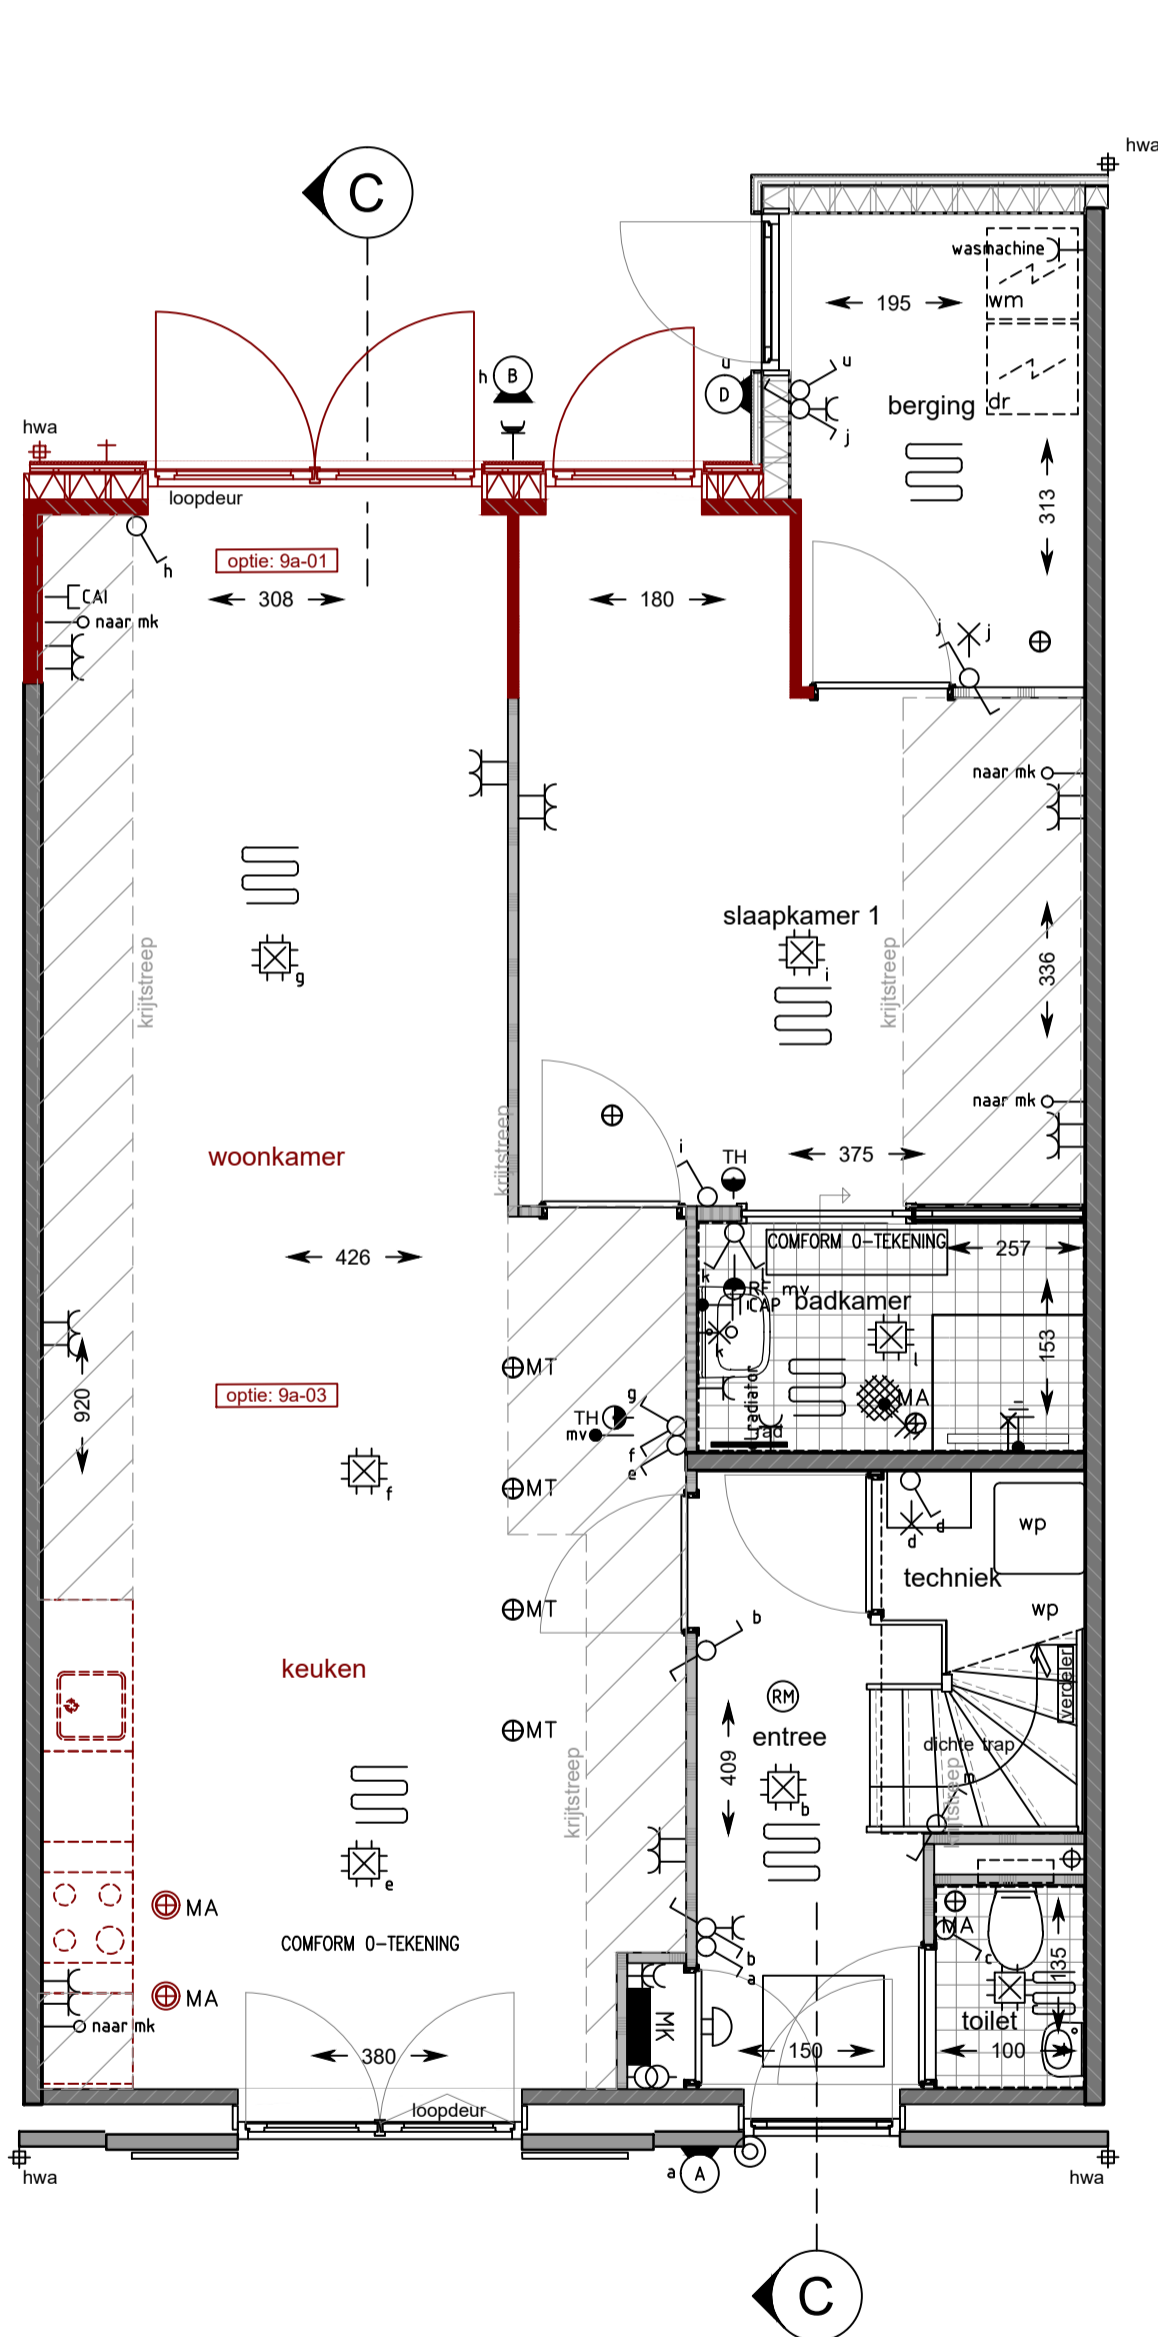 hwa
C
wasmachine
195
wm
u
u
h
B
D
dr
berging
j
hwa
loopdeur
313
optie: 9a-01
h
CAI
308
180
naar mk
j
j
naar mk
slaapkamer 1
krijtstreep
krijtstreep
g
i
336
naar mk
krijtstreep
woonkamer
i
TH
375
426
COMFORM 0-TEKENING
257
k
RF
mv
CAP
badkamer
k
l
153
MT
radiator
920
optie: 9a-03
g
TH
mv
f
e
MA
rad
f
MT
d
d
wp
techniek
MT
b
wp
keuken
RM
verdeler
MT
entree
dichte trap
409
krijtstreep
m
krijtstreep
b
e
MA
MA
COMFORM 0-TEKENING
b
a
c
135
MA
MK
toilet
naar mk
380
150
100
loopdeur
hwa
a
A
hwa
C